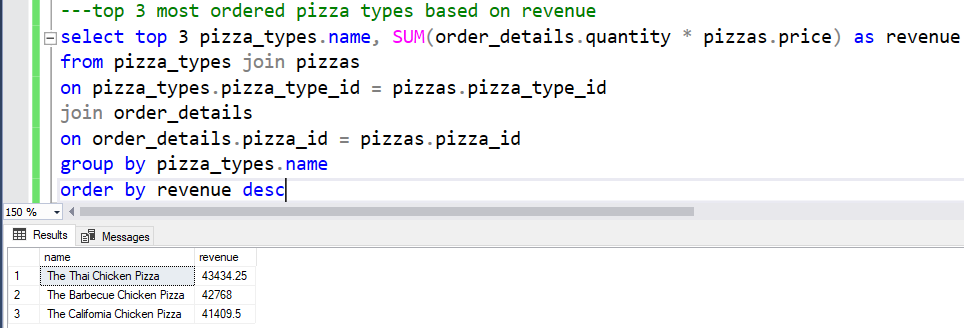 ---top 3 most ordered pizza types based on revenue
select top 3 pizza_types.name, SUM(order_details.quantity * pizzas.price) as revenue
from pizza_types join pizzas
on pizza_types.pizza_type_id = pizzas.pizza_type_id
join order_details
on order_details.pizza_id = pizzas.pizza_id
group by pizza_types.name
order by revenue desc
150 %
Results Messages
name revenue
1 The Thai Chicken Pizza 43434.25
2 The Barbecue Chicken Pizza 42768
3 The California Chicken Pizza 41409.5